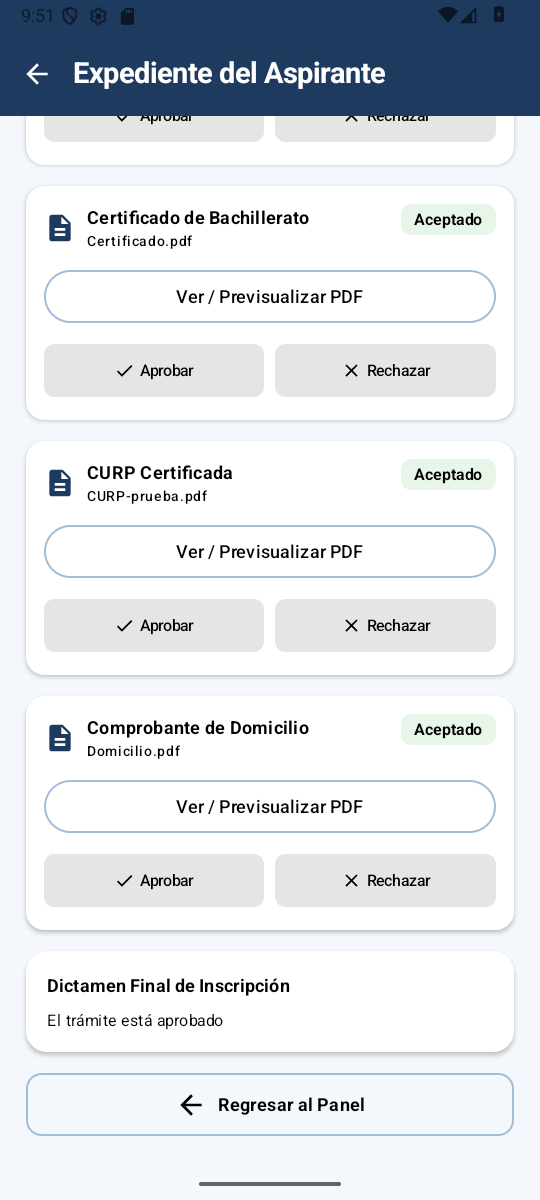 9:51
Expediente del Aspirante
Aprobar
Rechazar
Certificado de Bachillerato
Aceptado
Certificado.pdf
Ver / Previsualizar PDF
Aprobar
Rechazar
CURP Certificada
Aceptado
CURP-prueba.pdf
Ver / Previsualizar PDF
Aprobar
Rechazar
Comprobante de Domicilio
Aceptado
Domicilio.pdf
Ver / Previsualizar PDF
Aprobar
Rechazar
Dictamen Final de Inscripción
El trámite está aprobado
Regresar al Panel